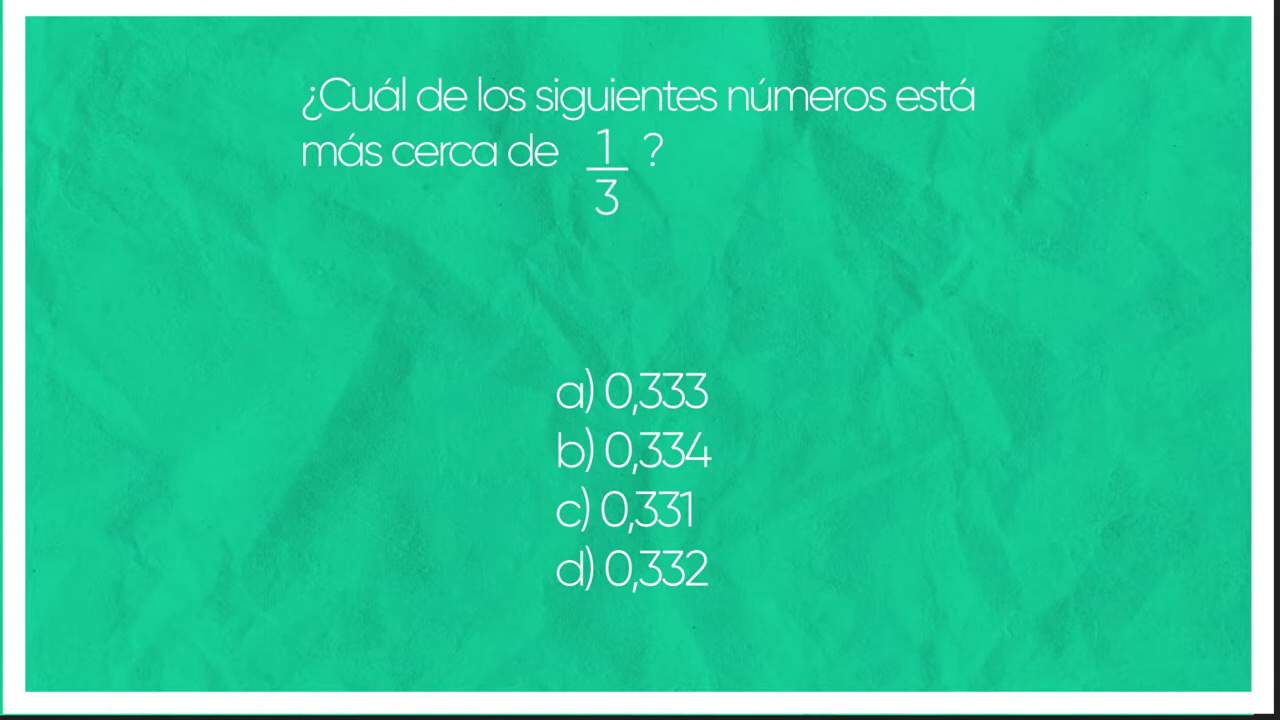 ¿Cuál de los siguientes números está
más cerca de 1/3 ?
a) 0,333
b) 0,334
c) 0,331
d) 0,332